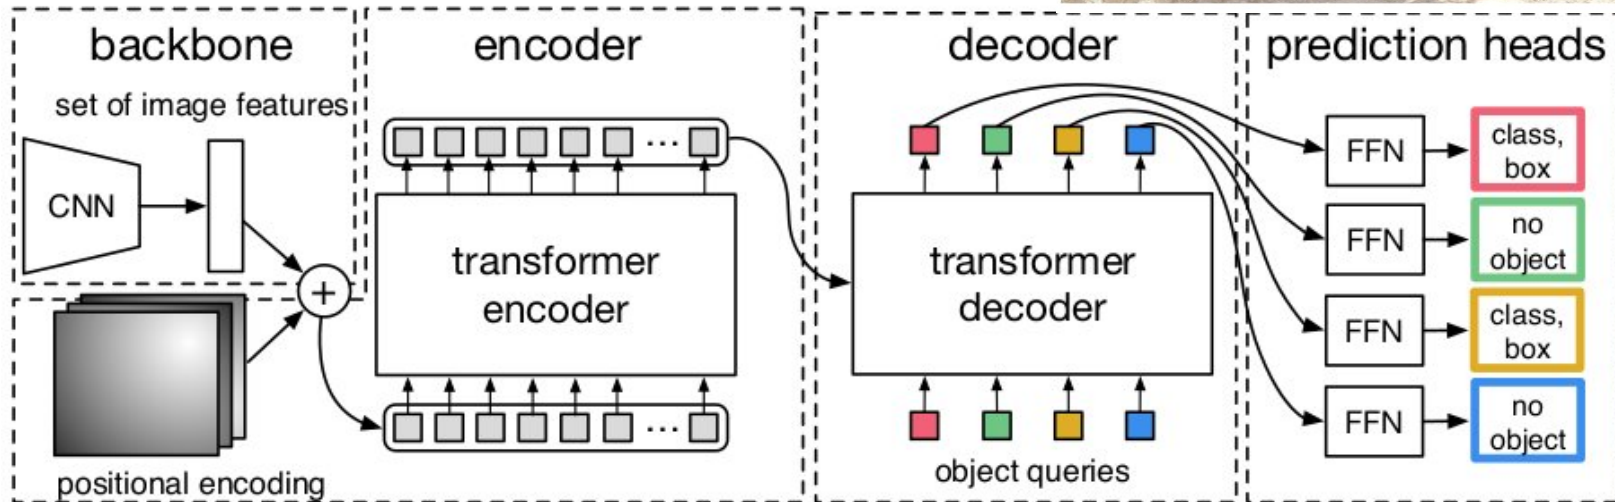 backbone
set of image features
CNN
+
positional encoding
encoder
...
transformer
encoder
...
decoder
transformer
decoder
object queries
prediction heads
FFN
class,
box
FFN
no
object
FFN
class,
box
FFN
no
object